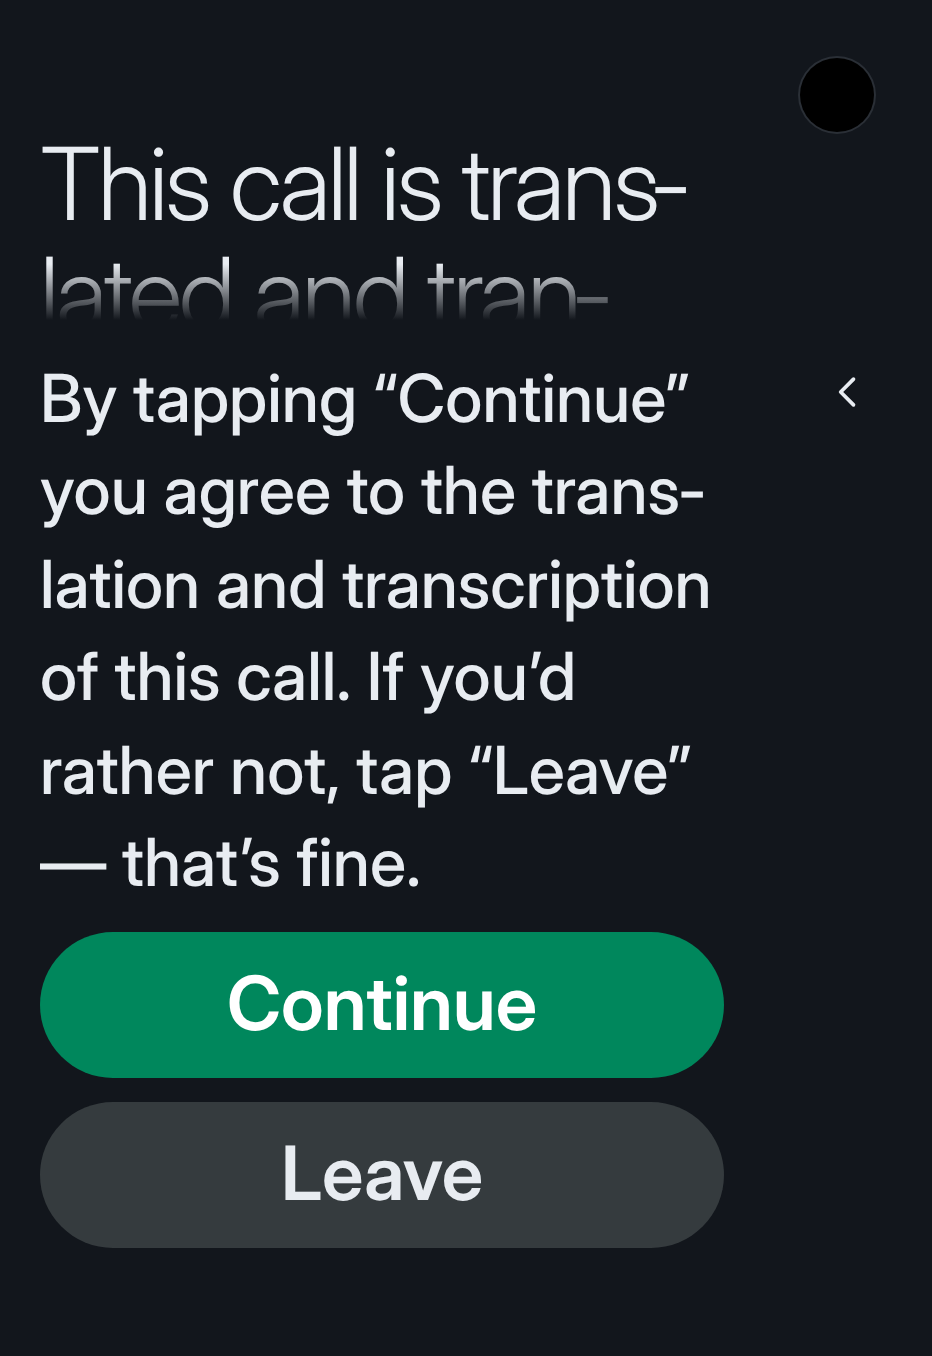 This call is trans-
lated and tran-
By tapping “Continue”
you agree to the trans-
lation and transcription
of this call. If you’d
rather not, tap “Leave”
— that’s fine.
Continue
Leave